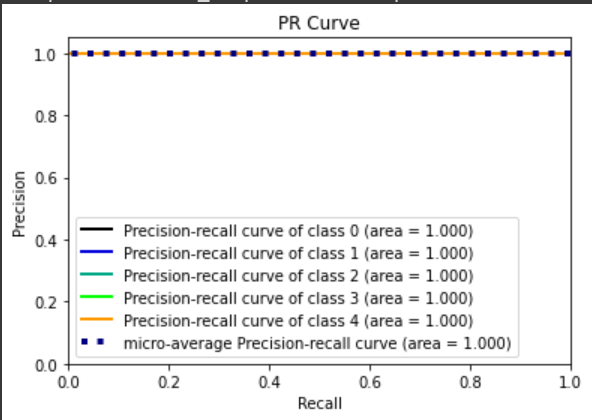 PR Curve
1.0
0.8
0.6
0.4
0.2
0.0
Precision
Precision-recall curve of class 0 (area = 1.000)
Precision-recall curve of class 1 (area = 1.000)
Precision-recall curve of class 2 (area = 1.000)
Precision-recall curve of class 3 (area = 1.000)
Precision-recall curve of class 4 (area = 1.000)
micro-average Precision-recall curve (area = 1.000)
0.0 0.2 0.4 0.6 0.8 1.0
Recall